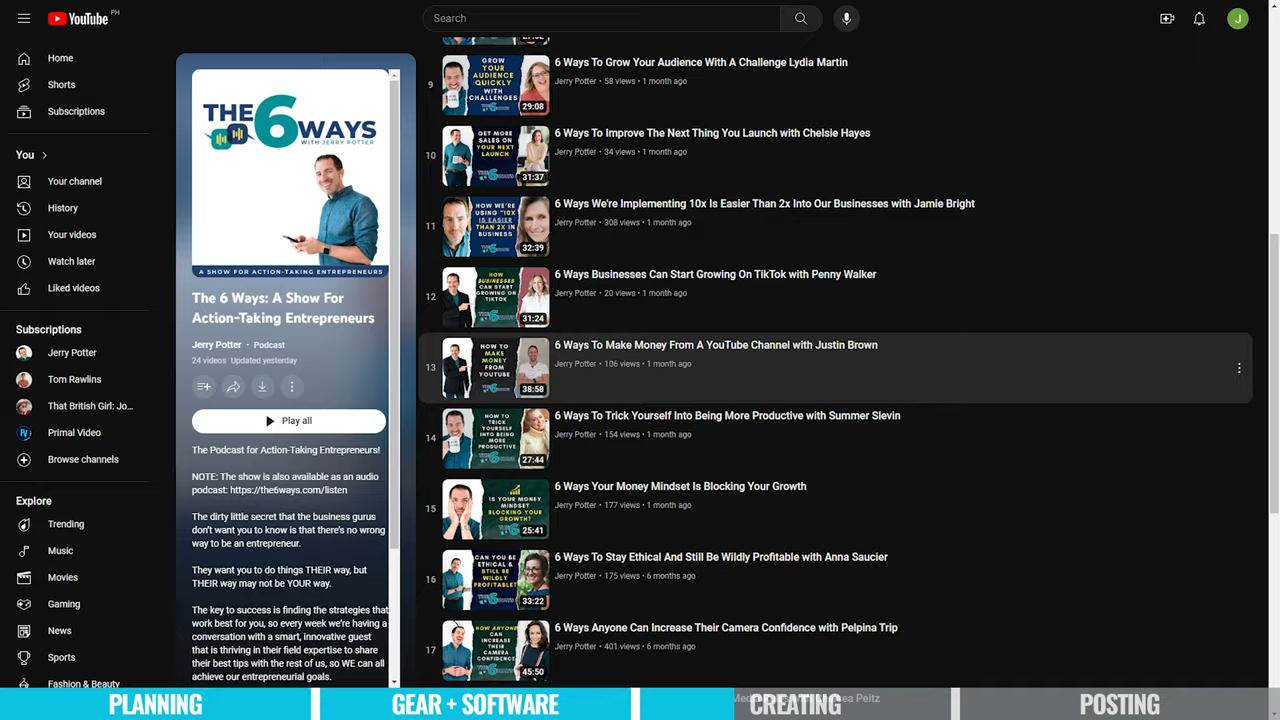 YouTube PH
Search
J
Home
Shorts
Subscriptions
You
Your channel
History
Your videos
Watch later
Liked videos
Subscriptions
Jerry Potter
Tom Rawlins
That British Girl: Jo...
Primal Video
Browse channels
Explore
Trending
Music
Movies
Gaming
News
Sports
Fashion & Beauty
THE 6 WAYS
WITH JERRY POTTER
A SHOW FOR ACTION-TAKING ENTREPRENEURS
The 6 Ways: A Show For
Action-Taking Entrepreneurs
Jerry Potter • Podcast
24 videos Updated yesterday
Play all
The Podcast for Action-Taking Entrepreneurs!
NOTE: The show is also available as an audio
podcast: https://the6ways.com/listen
The dirty little secret that the business gurus
don't want you to know is that there's no wrong
way to be an entrepreneur.
They want you to do things THEIR way, but
THEIR way may not be YOUR way.
The key to success is finding the strategies that
work best for you, so every week we're having a
conversation with a smart, innovative guest
that is thriving in their field expertise to share
their best tips with the rest of us, so WE can all
achieve our entrepreneurial goals.
9
GROW
YOUR
AUDIENCE
QUICKLY
WITH
CHALLENGES
29:08
6 Ways To Grow Your Audience With A Challenge Lydia Martin
Jerry Potter • 58 views • 1 month ago
10
GET MORE
SALES ON
YOUR NEXT
LAUNCH
31:37
6 Ways To Improve The Next Thing You Launch with Chelsie Hayes
Jerry Potter • 34 views • 1 month ago
11
HOW WE'RE
USING "10X
IS EASIER
THAN 2X IN
BUSINESS
32:39
6 Ways We're Implementing 10x Is Easier Than 2x Into Our Businesses with Jamie Bright
Jerry Potter • 308 views • 1 month ago
12
HOW
BUSINESSES
CAN START
GROWING ON
TIKTOK
31:24
6 Ways Businesses Can Start Growing On TikTok with Penny Walker
Jerry Potter • 20 views • 1 month ago
13
HOW TO
MAKE
MONEY
FROM
YOUTUBE
38:58
6 Ways To Make Money From A YouTube Channel with Justin Brown
Jerry Potter • 106 views • 1 month ago
14
HOW TO
TRICK
YOURSELF
INTO BEING
MORE
PRODUCTIVE
27:44
6 Ways To Trick Yourself Into Being More Productive with Summer Slevin
Jerry Potter • 154 views • 1 month ago
15
IS YOUR
MONEY
MINDSET
BLOCKING YOUR
GROWTH?
25:41
6 Ways Your Money Mindset Is Blocking Your Growth
Jerry Potter • 177 views • 1 month ago
16
CAN YOU BE
ETHICAL &
STILL BE
WILDLY
PROFITABLE?
33:22
6 Ways To Stay Ethical And Still Be Wildly Profitable with Anna Saucier
Jerry Potter • 175 views • 6 months ago
17
HOW ANYONE
CAN
INCREASE
THEIR
CAMERA
CONFIDENCE
45:50
6 Ways Anyone Can Increase Their Camera Confidence with Pelpina Trip
Jerry Potter • 401 views • 6 months ago
PLANNING
GEAR + SOFTWARE
CREATING
POSTING